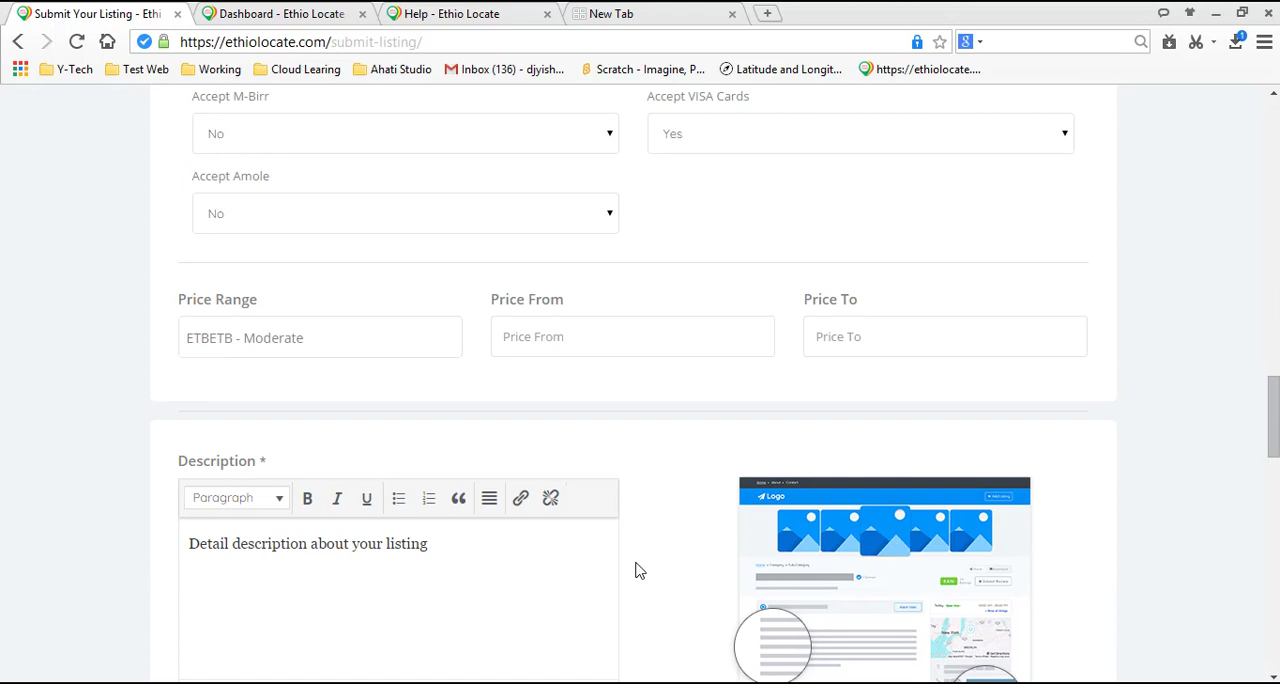 Submit Your Listing - Ethi
Dashboard - Ethio Locate
Help - Ethio Locate
New Tab
https://ethiolocate.com/submit-listing/
Y-Tech
Test Web
Working
Cloud Learing
Ahati Studio
Inbox (136) - djyish...
Scratch - Imagine, P...
Latitude and Longit...
https://ethiolocate....
Accept M-Birr
Accept VISA Cards
No
Yes
Accept Amole
No
Price Range
Price From
Price To
ETBETB - Moderate
Price From
Price To
Description *
Paragraph
B I U
Detail description about your listing
Logo